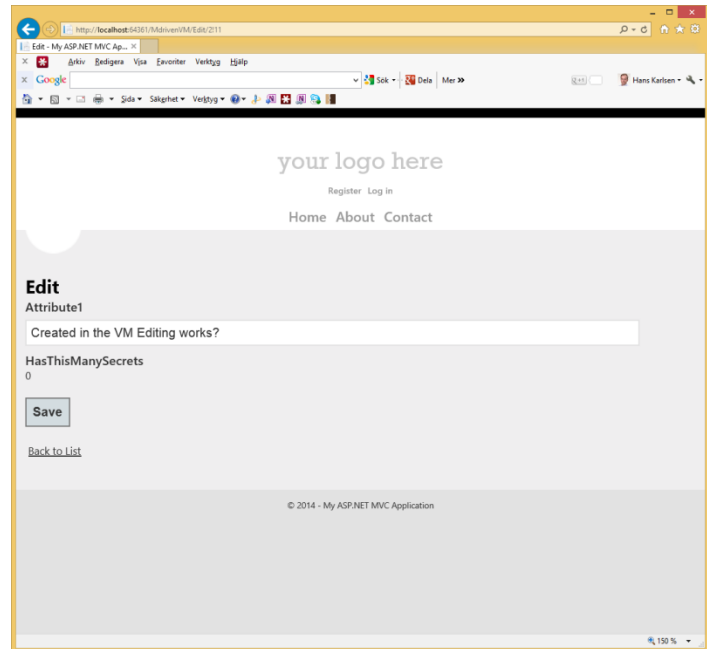 http://localhost:64361/MdrivenVM/Edit/2!11
Edit - My ASP.NET MVC Ap...
Arkiv Redigera Visa Favoriter Verktyg Hjälp
Google Sök Dela Mer » Hans Karlsen
Sida Säkerhet Verktyg
your logo here
Register Log in
Home About Contact
Edit
Attribute1
Created in the VM Editing works?
HasThisManySecrets
0
Save
Back to List
© 2014 - My ASP.NET MVC Application
150 %